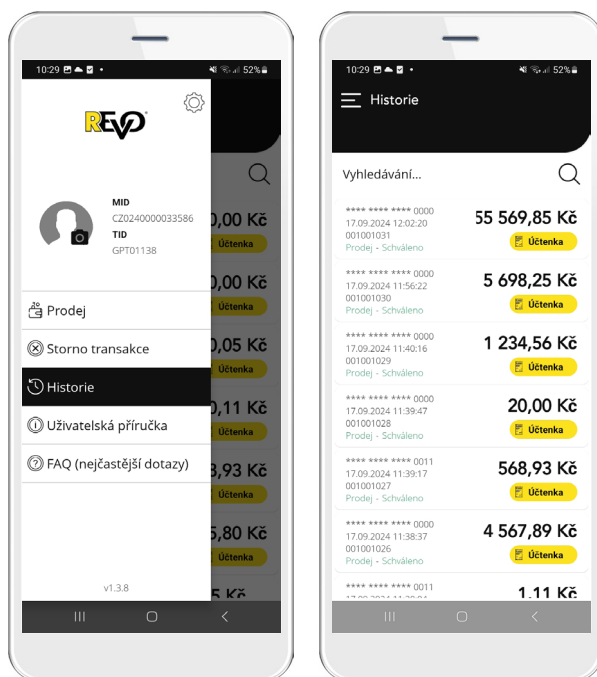 10:29
52%
REVO
MID
CZ0240000033586
TID
GPT01138
Prodej
Storno transakce
Historie
Uživatelská příručka
FAQ (nejčastější dotazy)
v1.3.8
0,00 Kč
Účtenka
0,00 Kč
Účtenka
0,05 Kč
Účtenka
0,11 Kč
Účtenka
3,93 Kč
Účtenka
5,80 Kč
Účtenka
5 Kč
10:29
52%
Historie
Vyhledávání...
**** **** **** 0000
17.09.2024 12:02:20
001001031
Prodej - Schváleno
55 569,85 Kč
Účtenka
**** **** **** 0000
17.09.2024 11:56:22
001001030
Prodej - Schváleno
5 698,25 Kč
Účtenka
**** **** **** 0000
17.09.2024 11:40:16
001001029
Prodej - Schváleno
1 234,56 Kč
Účtenka
**** **** **** 0000
17.09.2024 11:39:47
001001028
Prodej - Schváleno
20,00 Kč
Účtenka
**** **** **** 0011
17.09.2024 11:39:17
001001027
Prodej - Schváleno
568,93 Kč
Účtenka
**** **** **** 0000
17.09.2024 11:38:37
001001026
Prodej - Schváleno
4 567,89 Kč
Účtenka
**** **** **** 0011
1,11 Kč